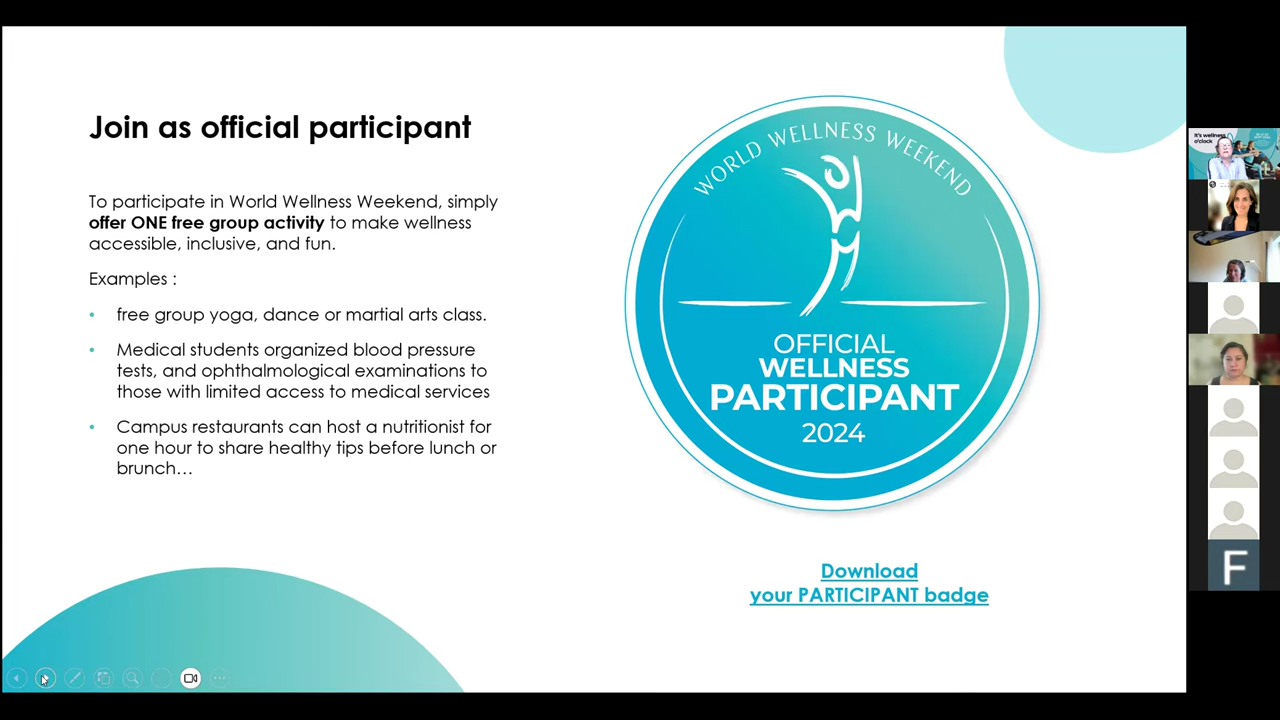 Join as official participant
To participate in World Wellness Weekend, simply
offer ONE free group activity to make wellness
accessible, inclusive, and fun.
Examples :
• free group yoga, dance or martial arts class.
• Medical students organized blood pressure
tests, and ophthalmological examinations to
those with limited access to medical services
• Campus restaurants can host a nutritionist for
one hour to share healthy tips before lunch or
brunch…
WORLD WELLNESS WEEKEND
OFFICIAL
WELLNESS
PARTICIPANT
2024
Download
your PARTICIPANT badge
It's wellness
o'clock
F